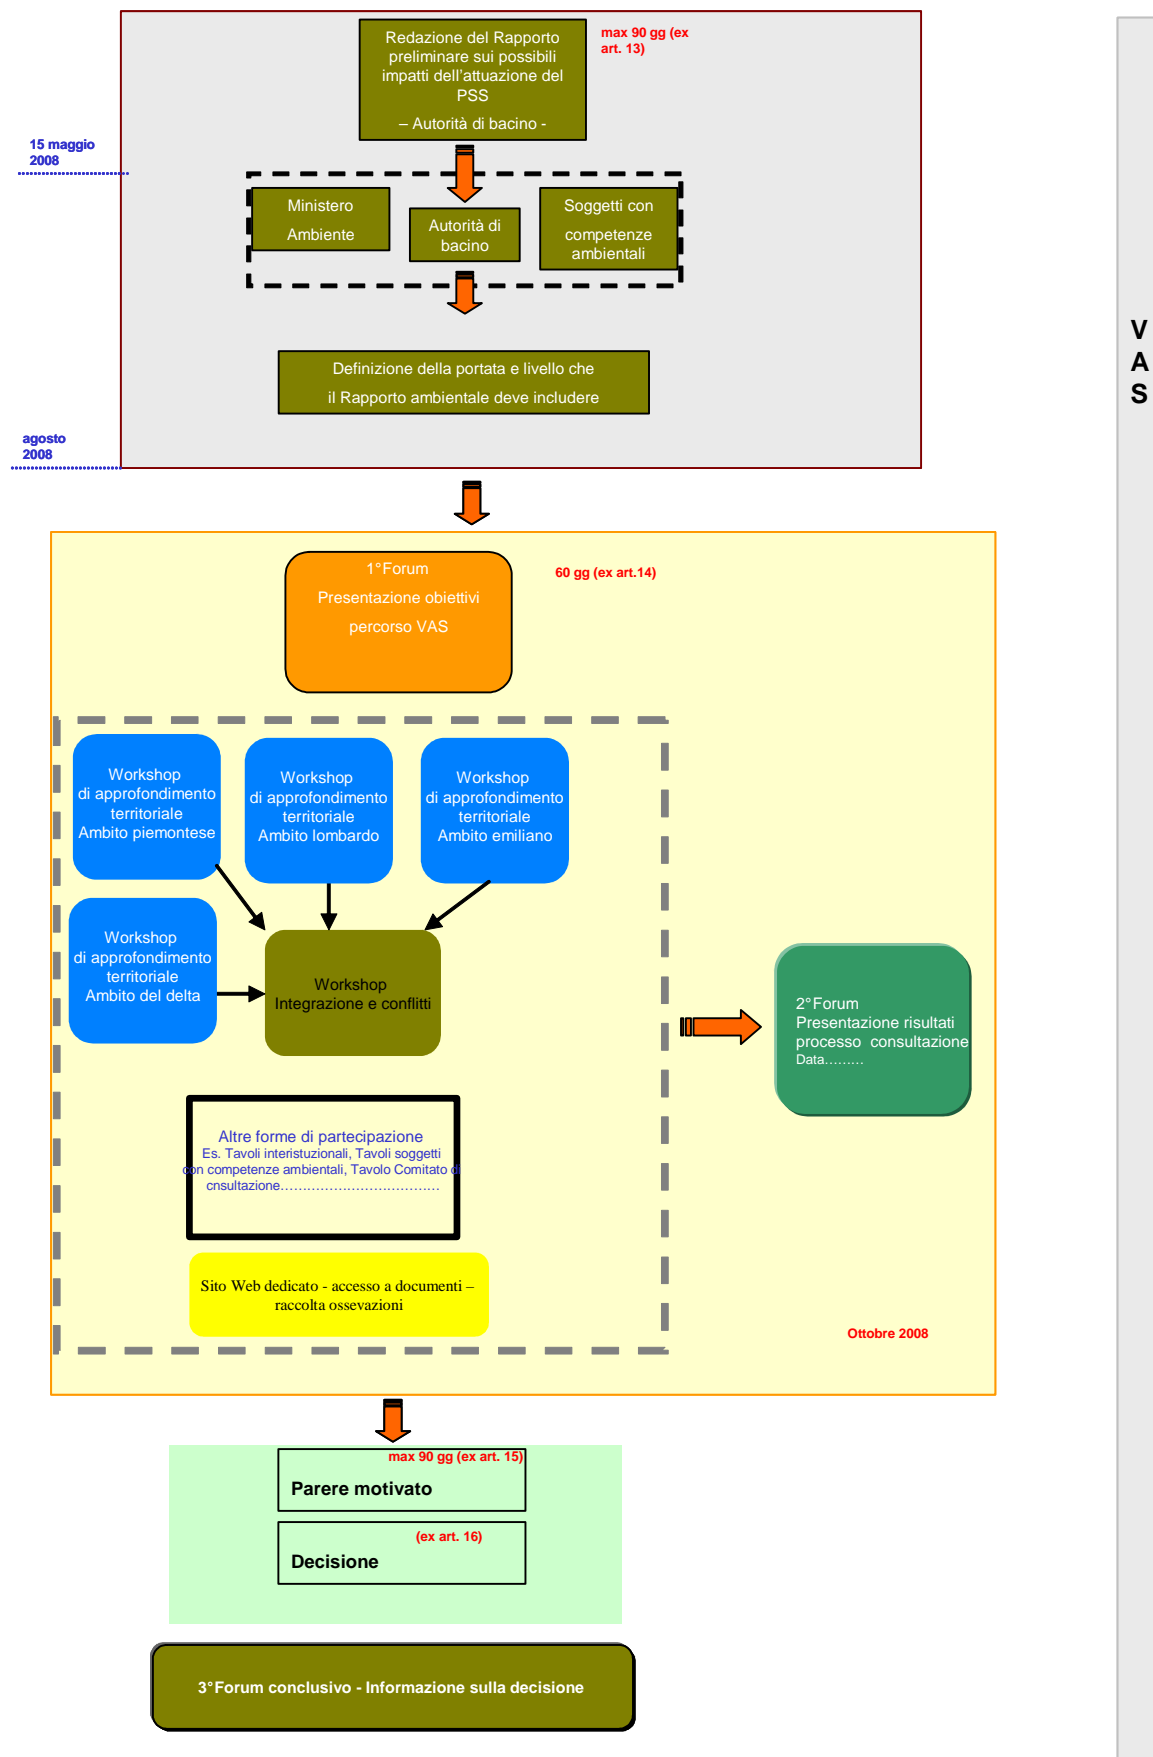 Redazione del Rapporto
preliminare sui possibili
impatti dell'attuazione del
PSS
– Autorità di bacino -
max 90 gg (ex
art. 13)
15 maggio
2008
Ministero
Ambiente
Autorità di
bacino
Soggetti con
competenze
ambientali
Definizione della portata e livello che
il Rapporto ambientale deve includere
agosto
2008
V
A
S
1°Forum
Presentazione obiettivi
percorso VAS
60 gg (ex art.14)
Workshop
di approfondimento
territoriale
Ambito piemontese
Workshop
di approfondimento
territoriale
Ambito lombardo
Workshop
di approfondimento
territoriale
Ambito emiliano
Workshop
di approfondimento
territoriale
Ambito del delta
Workshop
Integrazione e conflitti
2°Forum
Presentazione risultati
processo consultazione
Data………
Altre forme di partecipazione
Es. Tavoli interistuzionali, Tavoli soggetti
con competenze ambientali, Tavolo Comitato d
cnsultazione………………………………
Sito Web dedicato - accesso a documenti –
raccolta ossevazioni
Ottobre 2008
max 90 gg (ex art. 15)
Parere motivato
(ex art. 16)
Decisione
3°Forum conclusivo - Informazione sulla decisione